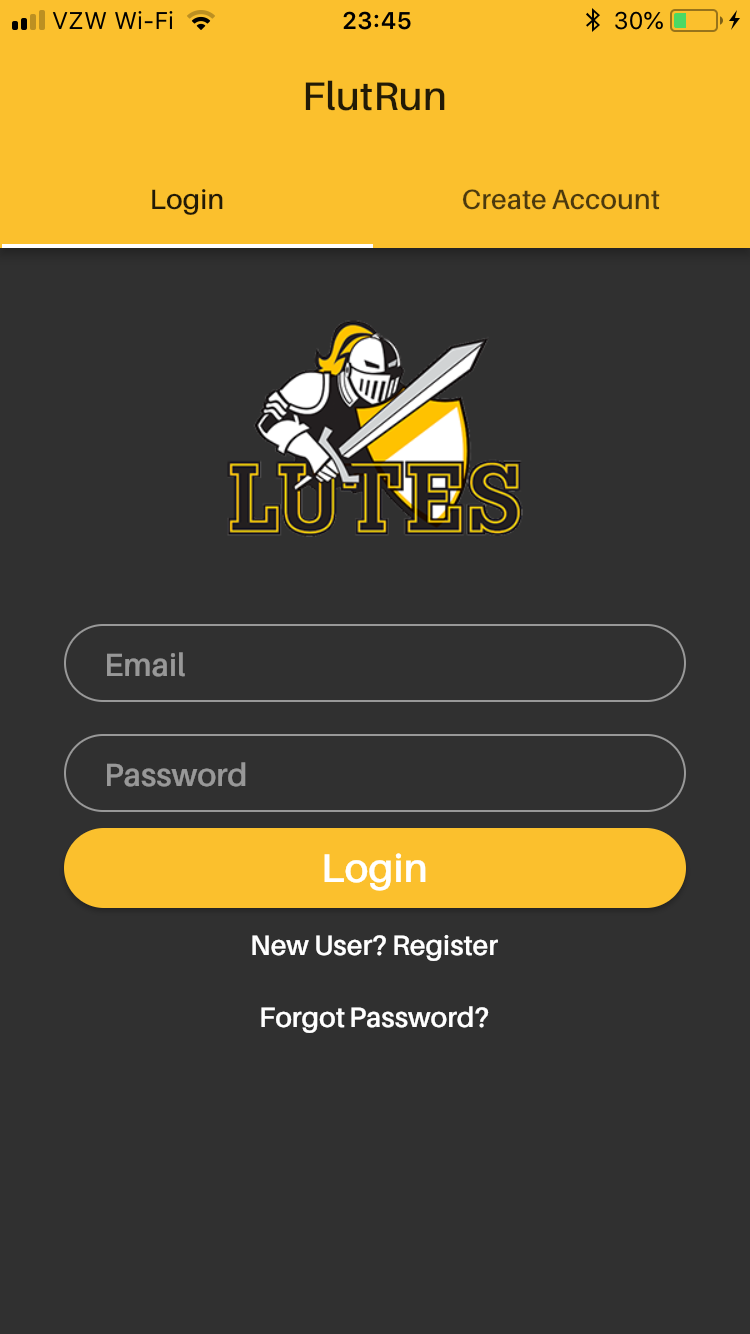 VZW Wi-Fi 23:45 30%
FlutRun
Login Create Account
LUTES
Email
Password
Login
New User? Register
Forgot Password?